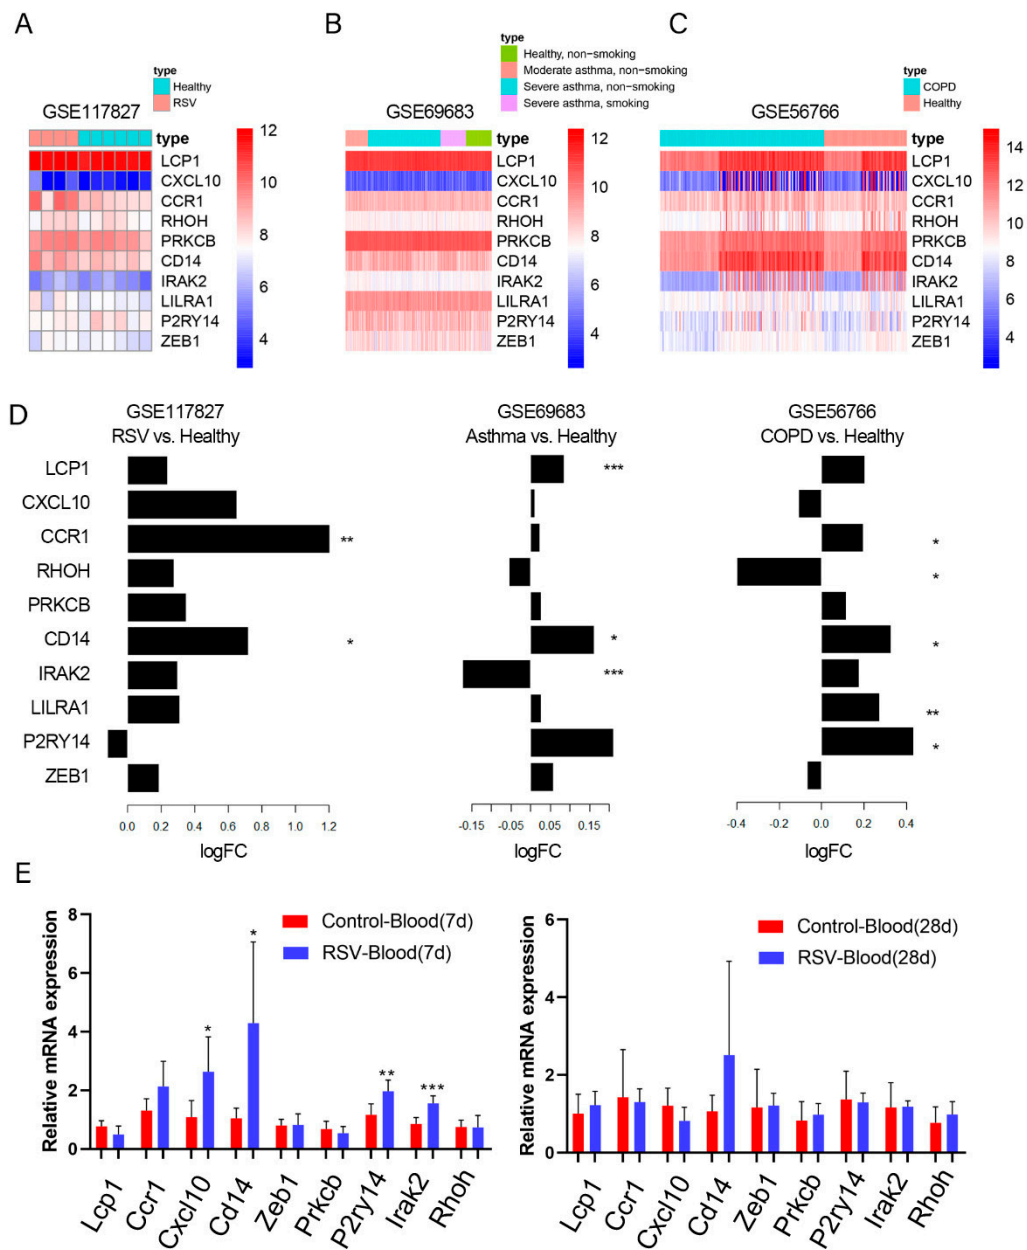 A
type
Healthy
RSV
GSE117827
type
LCP1
CXCL10
CCR1
RHOH
PRKCB
CD14
IRAK2
LILRA1
P2RY14
ZEB1
12
10
8
6
4
B
type
Healthy, non-smoking
Moderate asthma, non-smoking
Severe asthma, non-smoking
Severe asthma, smoking
GSE69683
type
LCP1
CXCL10
CCR1
RHOH
PRKCB
CD14
IRAK2
LILRA1
P2RY14
ZEB1
12
10
8
6
4
C
type
COPD
Healthy
GSE56766
type
LCP1
CXCL10
CCR1
RHOH
PRKCB
CD14
IRAK2
LILRA1
P2RY14
ZEB1
14
12
10
8
6
4
D
GSE117827
RSV vs. Healthy
LCP1
CXCL10
CCR1
**
RHOH
PRKCB
CD14
*
IRAK2
LILRA1
P2RY14
ZEB1
0.0 0.2 0.4 0.6 0.8 1.0 1.2
logFC
GSE69683
Asthma vs. Healthy
***
*
***
-0.15 -0.05 0.05 0.15
logFC
GSE56766
COPD vs. Healthy
*
*
*
**
*
-0.4 -0.2 0.0 0.2 0.4
logFC
E
Relative mRNA expression
8
6
4
2
0
Control-Blood(7d)
RSV-Blood(7d)
*
*
**
***
Lcp1
Ccr1
Cxcl10
Cd14
Zeb1
Prkcb
P2ry14
Irak2
Rhoh
Relative mRNA expression
6
4
2
0
Control-Blood(28d)
RSV-Blood(28d)
Lcp1
Ccr1
Cxcl10
Cd14
Zeb1
Prkcb
P2ry14
Irak2
Rhoh